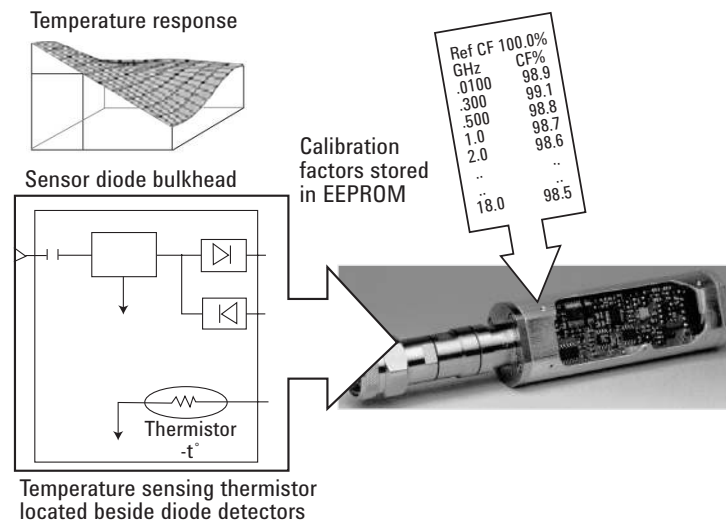 Temperature response
Ref CF 100.0%
GHz CF%
.0100 98.9
.300 99.1
.500 98.8
1.0 98.7
2.0 98.6
.. ..
.. ..
18.0 98.5
Calibration
factors stored
in EEPROM
Sensor diode bulkhead
Thermistor
-t°
Temperature sensing thermistor
located beside diode detectors